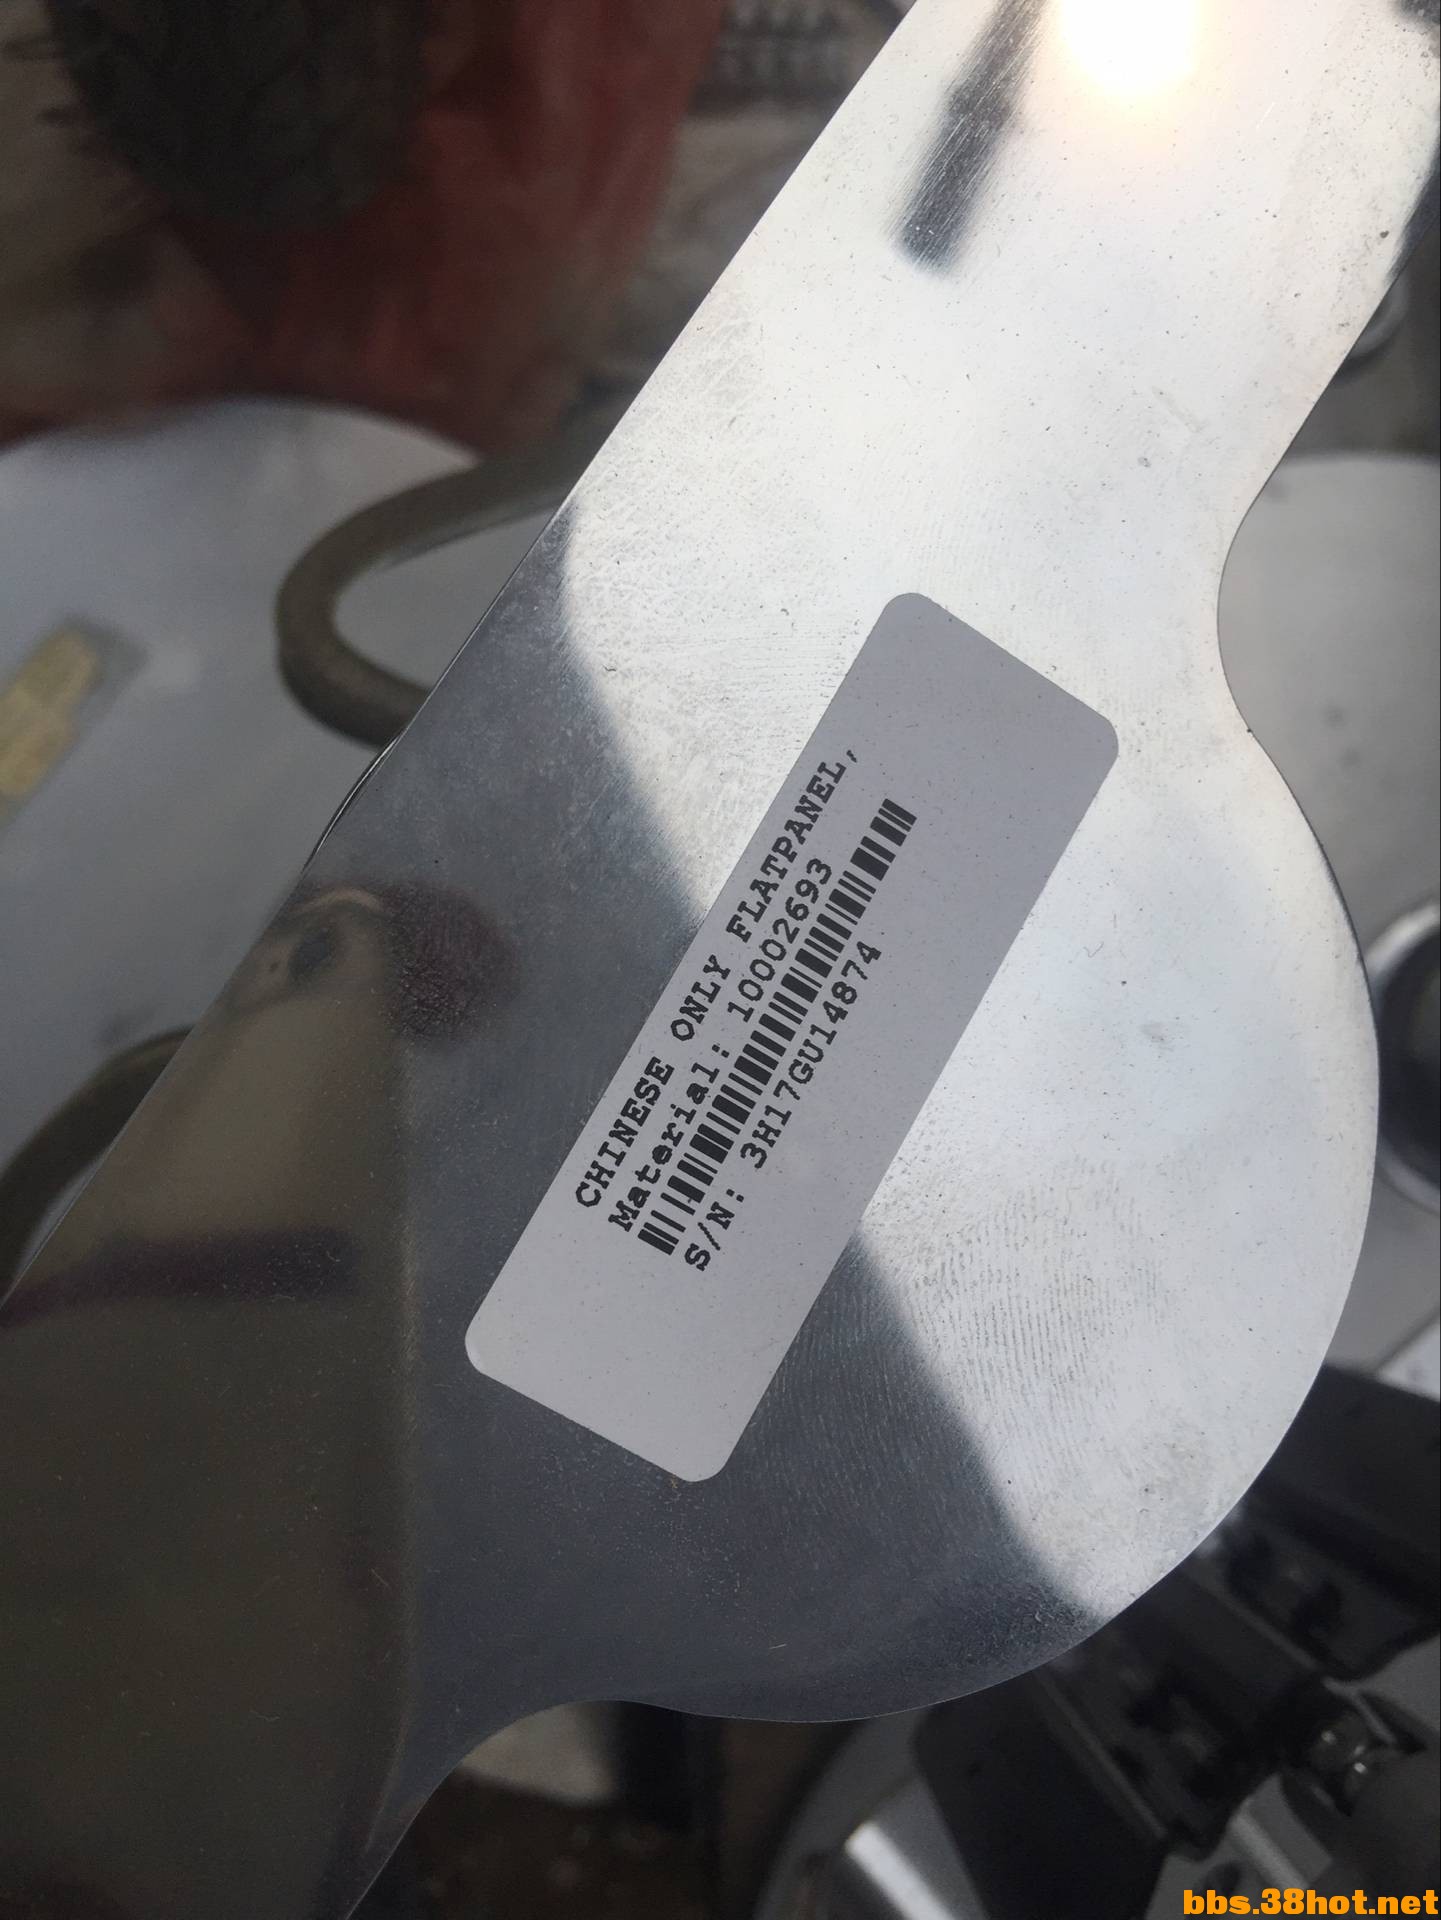 CHINESE ONLY FLATPANEL,
Material: 10002693
S/N: 3H17GU14874
bbs.38hot.net